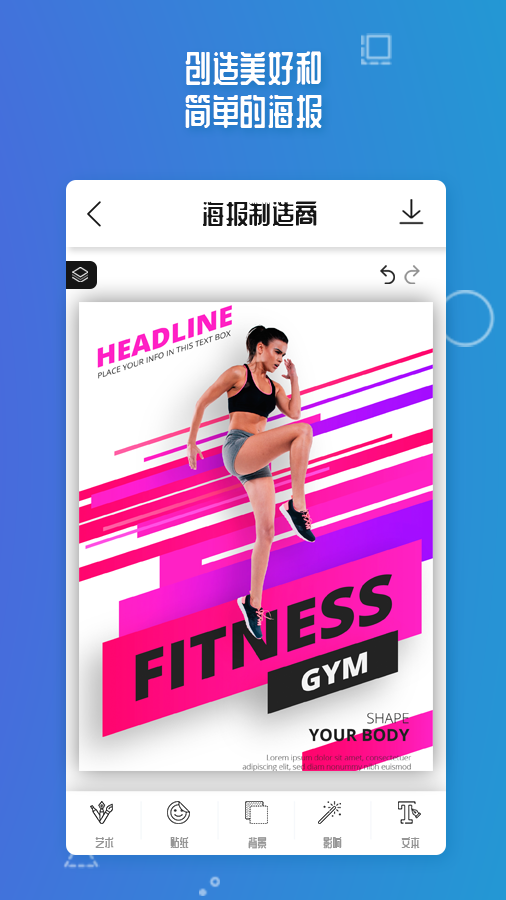 创造美好和
简单的海报
海报制造商
HEADLINE
PLACE YOUR INFO IN THIS TEXT BOX
FITNESS
GYM
SHAPE
YOUR BODY
Lorem ipsum dolor sit amet, consectetuer
adipiscing elit, sed diam nonummy nibh euismod
艺术
贴纸
背景
影响
文本